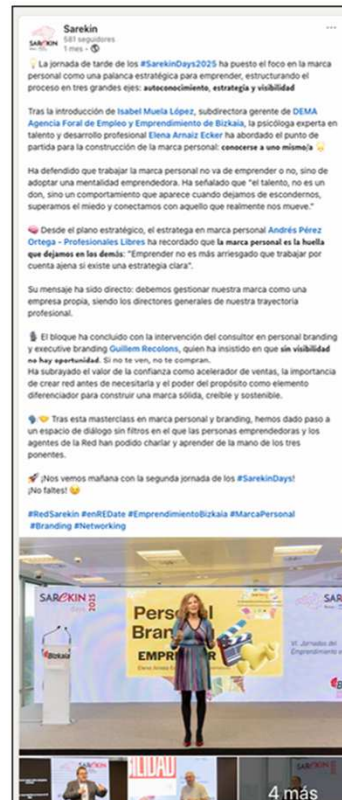 Sarekin
581 seguidores
1 mes •
La jornada de tarde de los #SarekinDays2025 ha puesto el foco en la marca
personal como una palanca estratégica para emprender, estructurando el
proceso en tres grandes ejes: autoconocimiento, estrategia y visibilidad
Tras la introducción de Isabel Muela López, subdirectora gerente de DEMA
Agencia Foral de Empleo y Emprendimiento de Bizkaia, la psicóloga experta en
talento y desarrollo profesional Elena Arnaiz Ecker ha abordado el punto de
partida para la construcción de la marca personal: conocerse a uno mismo/a
Ha defendido que trabajar la marca personal no va de emprender o no, sino de
adoptar una mentalidad emprendedora. Ha señalado que "el talento, no es un
don, sino un comportamiento que aparece cuando dejamos de escondernos,
superamos el miedo y conectamos con aquello que realmente nos mueve."
Desde el plano estratégico, el estratega en marca personal Andrés Pérez
Ortega - Profesionales Libres ha recordado que la marca personal es la huella
que dejamos en los demás: "Emprender no es más arriesgado que trabajar por
cuenta ajena si existe una estrategia clara".
Su mensaje ha sido directo: debemos gestionar nuestra marca como una
empresa propia, siendo los directores generales de nuestra trayectoria
profesional.
El bloque ha concluido con la intervención del consultor en personal branding
y executive branding Guillem Recolons, quien ha insistido en que sin visibilidad
no hay oportunidad. Si no te ven, no te compran.
Ha subrayado el valor de la confianza como acelerador de ventas, la importancia
de crear red antes de necesitarla y el poder del propósito como elemento
diferenciador para construir una marca sólida, creíble y sostenible.
Tras esta masterclass en marca personal y branding, hemos dado paso a
un espacio de diálogo sin filtros en el que las personas emprendedoras y los
agentes de la Red han podido charlar y aprender de la mano de los tres
ponentes.
¡Nos vemos mañana con la segunda jornada de los #SarekinDays!
¡No faltes!
#RedSarekin #enREDate #EmprendimientoBizkaia #MarcaPersonal
#Branding #Networking
SAREKIN
days 2025
Bizkaia
VI. Jornadas del
Emprendimiento
4 más